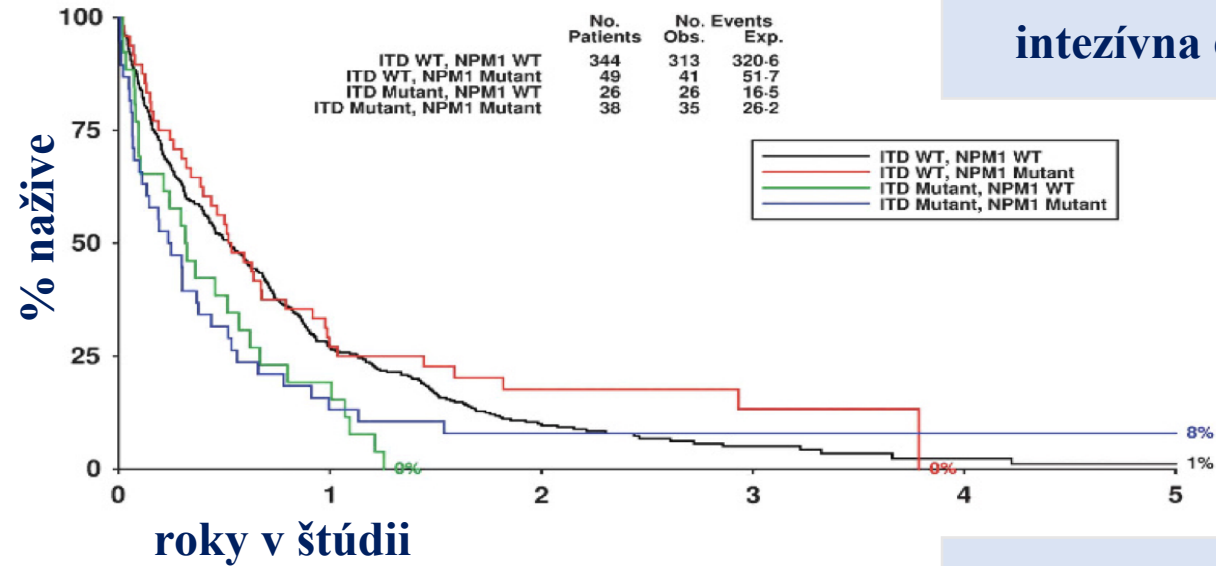 100
75
50
25
0
% nažive
No. Patients No. Events Obs. Exp.
ITD WT, NPM1 WT 344 313 320·6
ITD WT, NPM1 Mutant 49 41 51·7
ITD Mutant, NPM1 WT 26 26 16·5
ITD Mutant, NPM1 Mutant 38 35 26·2
intezívna
ITD WT, NPM1 WT
ITD WT, NPM1 Mutant
ITD Mutant, NPM1 WT
ITD Mutant, NPM1 Mutant
8%
1%
0%
0%
0 1 2 3 4 5
roky v štúdii